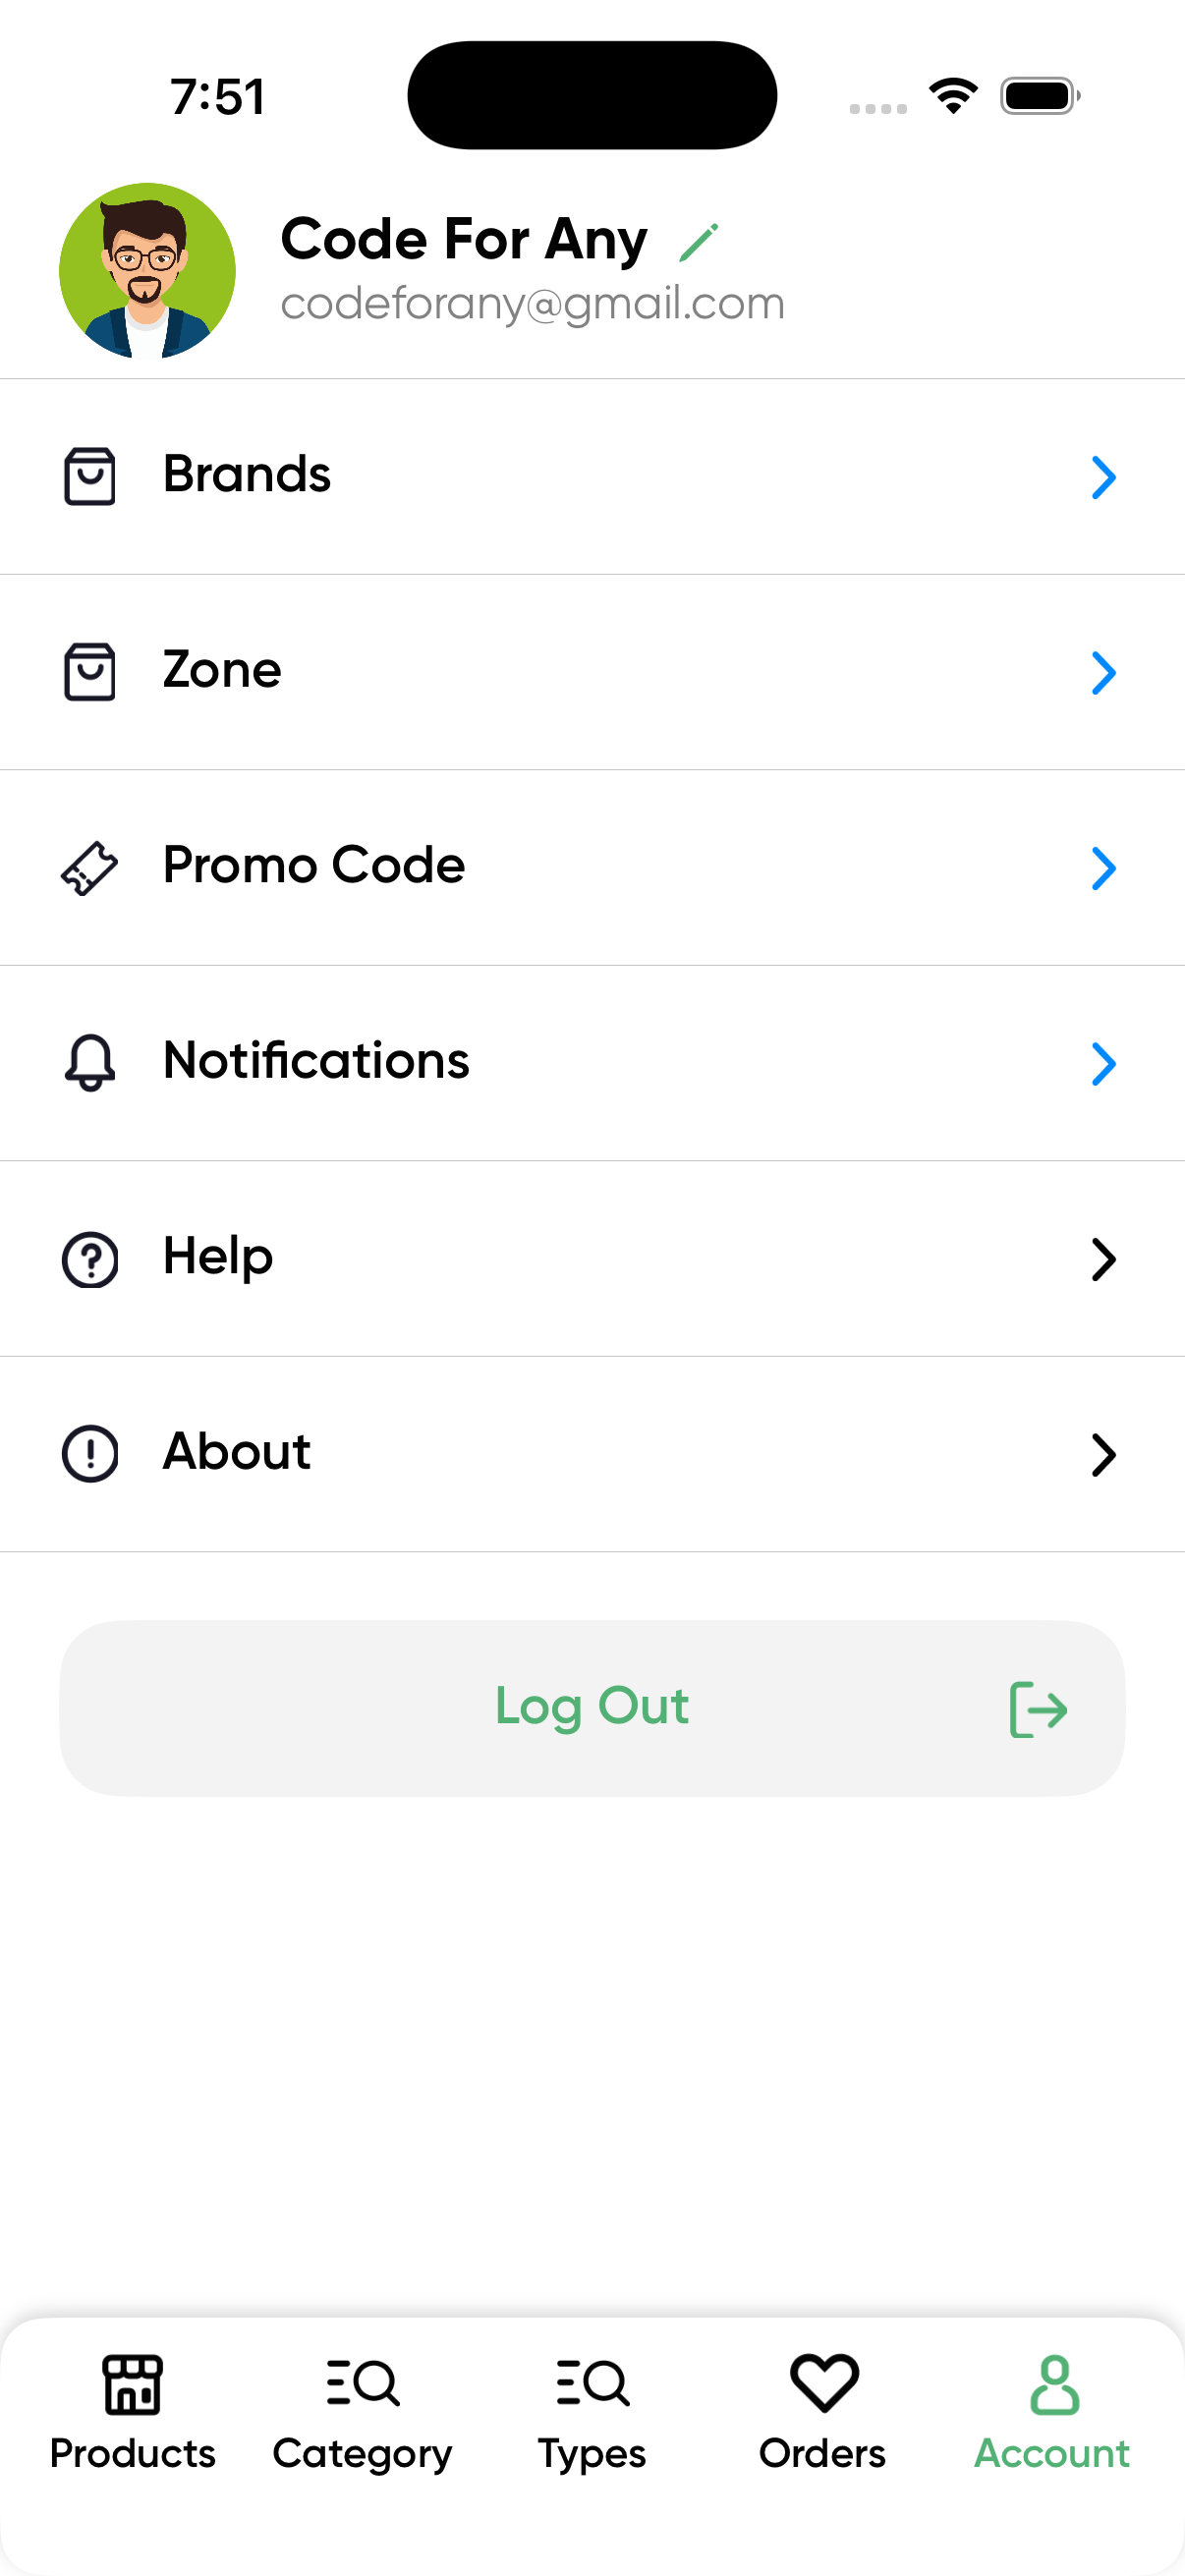 7:51
Code For Any
codeforany@gmail.com
Brands
Zone
Promo Code
Notifications
Help
About
Log Out
Products Category Types Orders Account